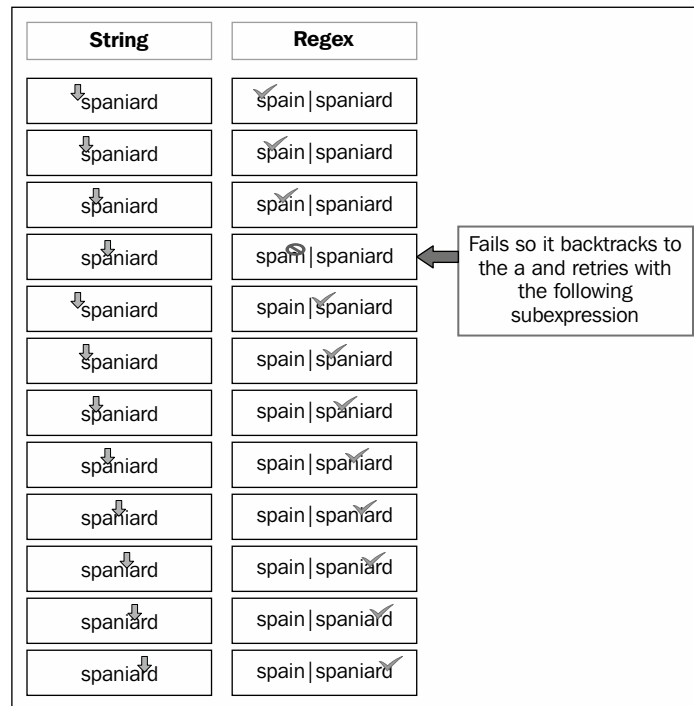 String Regex
spaniard spain|spaniard
spaniard spain|spaniard
spaniard spain|spaniard
spaniard spain|spaniard
Fails so it backtracks to
the a and retries with
the following
subexpression
spaniard spain|spaniard
spaniard spain|spaniard
spaniard spain|spaniard
spaniard spain|spaniard
spaniard spain|spaniard
spaniard spain|spaniard
spaniard spain|spaniard
spaniard spain|spaniard